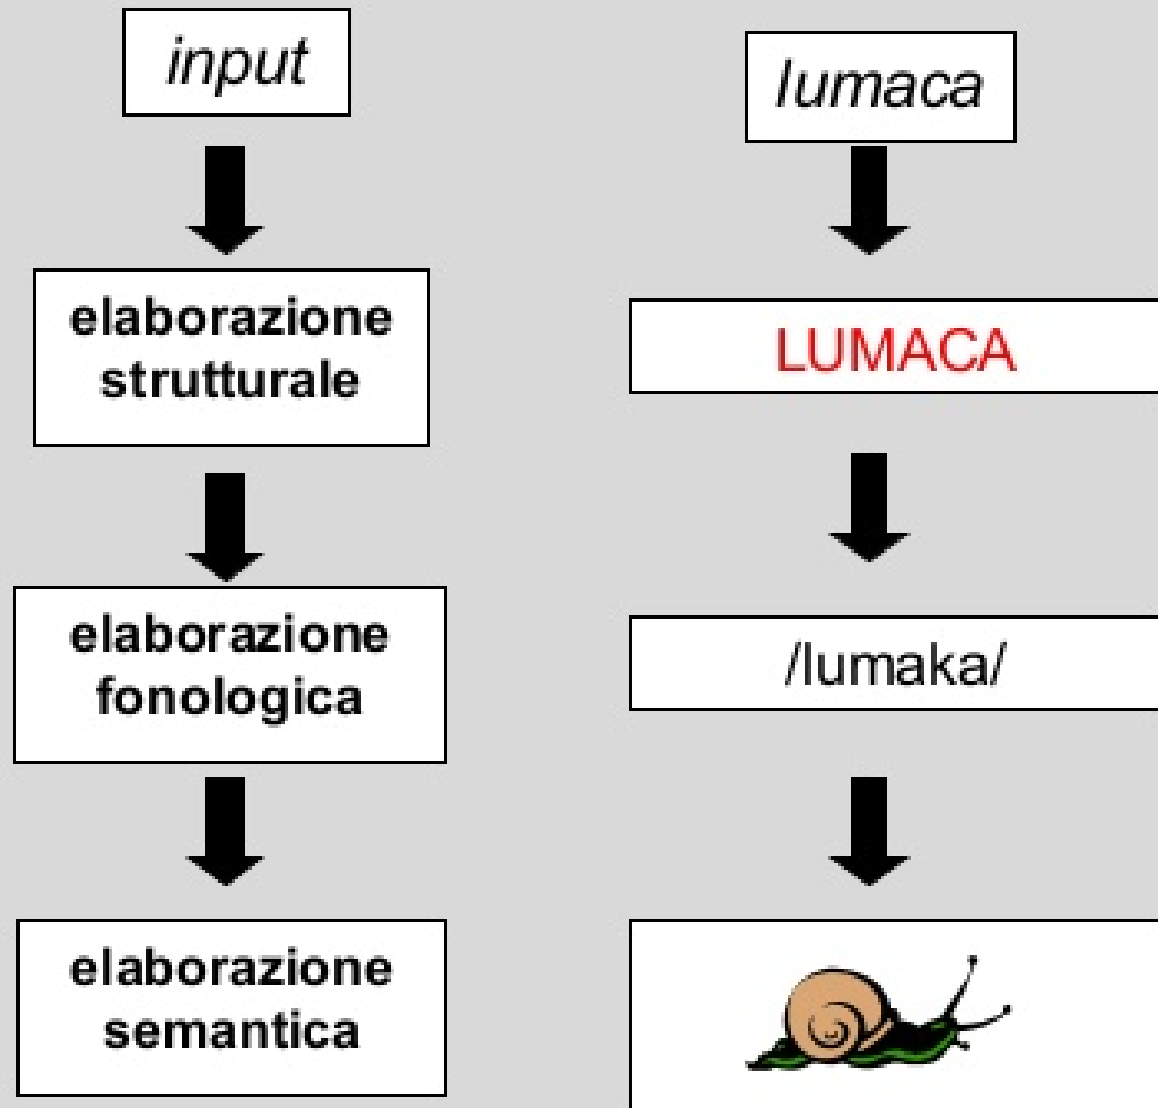 input
lumaca
elaborazione
strutturale
LUMACA
elaborazione
fonologica
/lumaka/
elaborazione
semantica